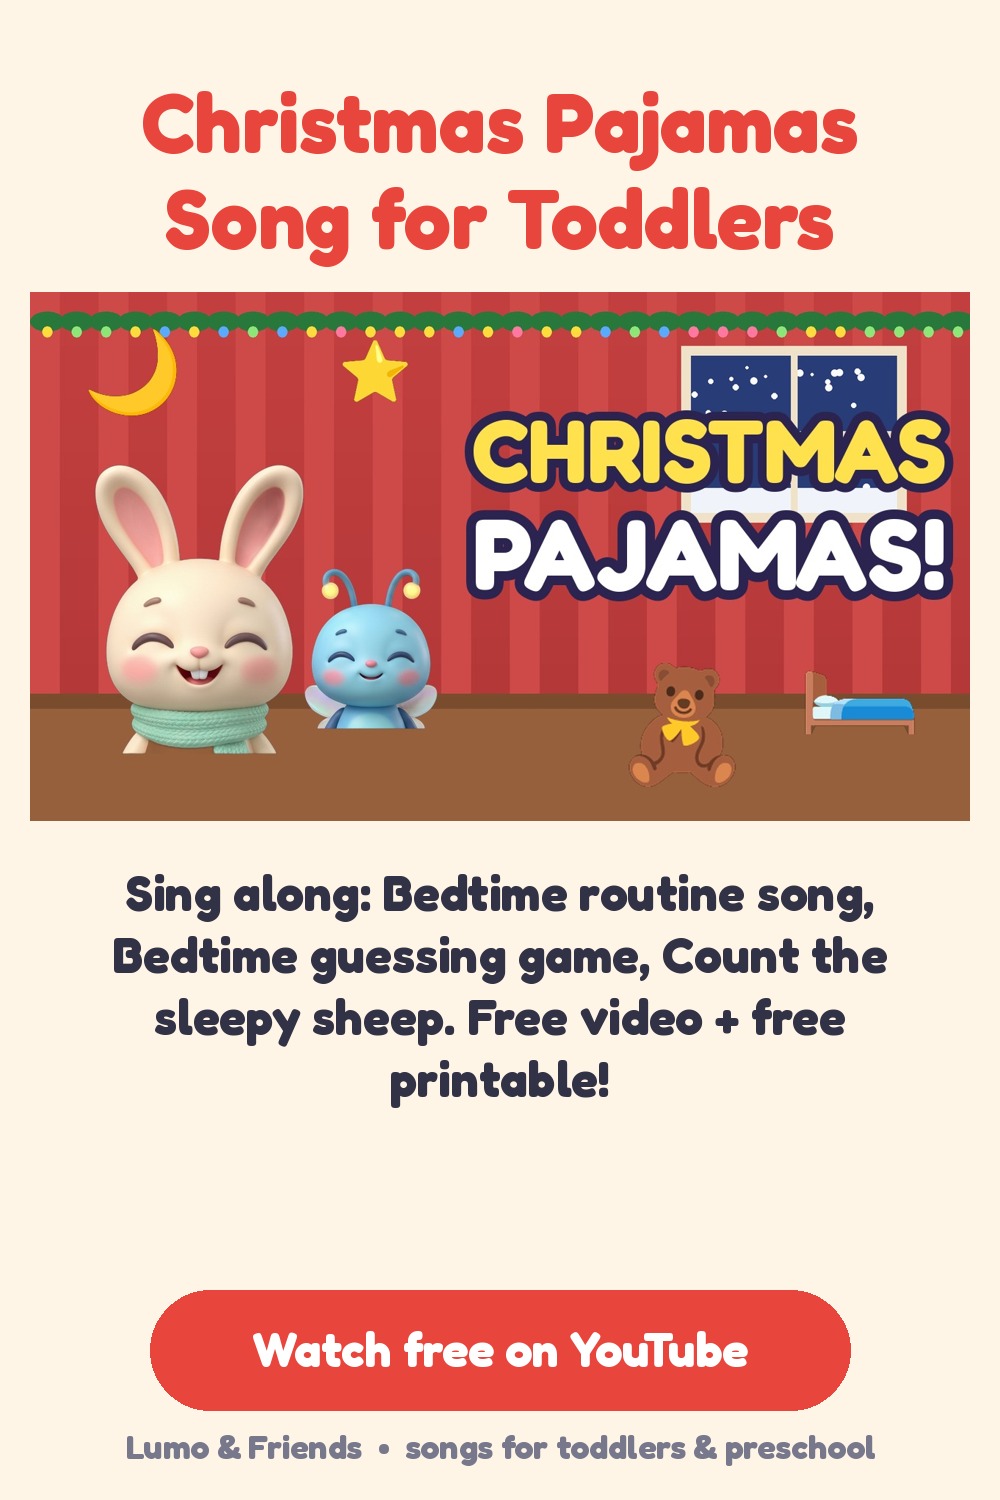 Christmas Pajamas
Song for Toddlers
CHRISTMAS
PAJAMAS!
Sing along: Bedtime routine song,
Bedtime guessing game, Count the
sleepy sheep. Free video + free
printable!
Watch free on YouTube
Lumo & Friends • songs for toddlers & preschool